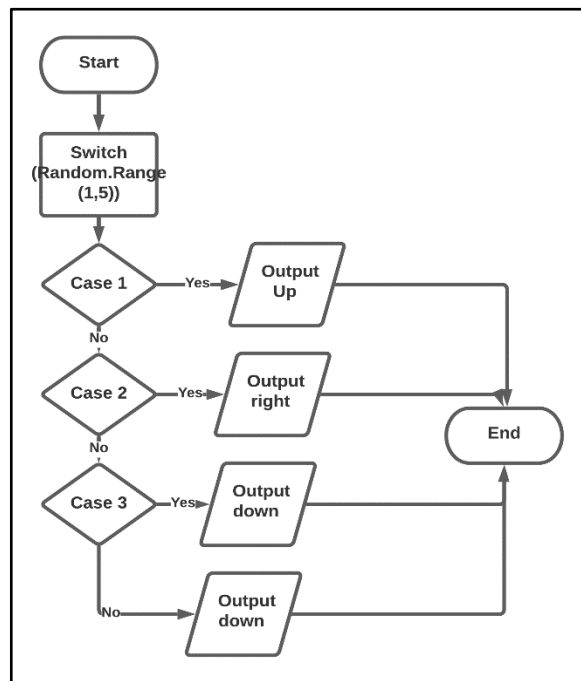 Start
Switch
(Random.Range
(1,5))
Case 1
Yes
Output
Up
No
Case 2
Yes
Output
right
End
No
Case 3
Yes
Output
down
No
Output
down